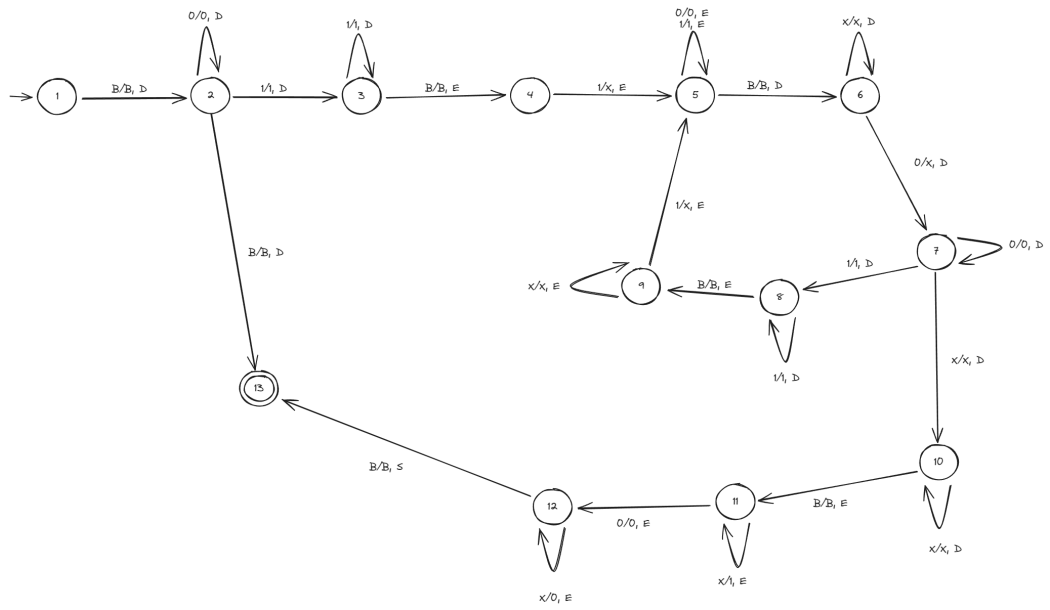 0/0, D
1/1, D
0/0, E
1/1, E
x/x, D
1
B/B, D
2
1/1, D
3
B/B, E
4
1/x, E
5
B/B, D
6
0/x, D
1/x, E
B/B, D
7
0/0, D
1/1, D
x/x, E
9
B/B, E
8
x/x, D
1/1, D
13
10
B/B, S
11
B/B, E
12
0/0, E
x/x, D
x/1, E
x/0, E